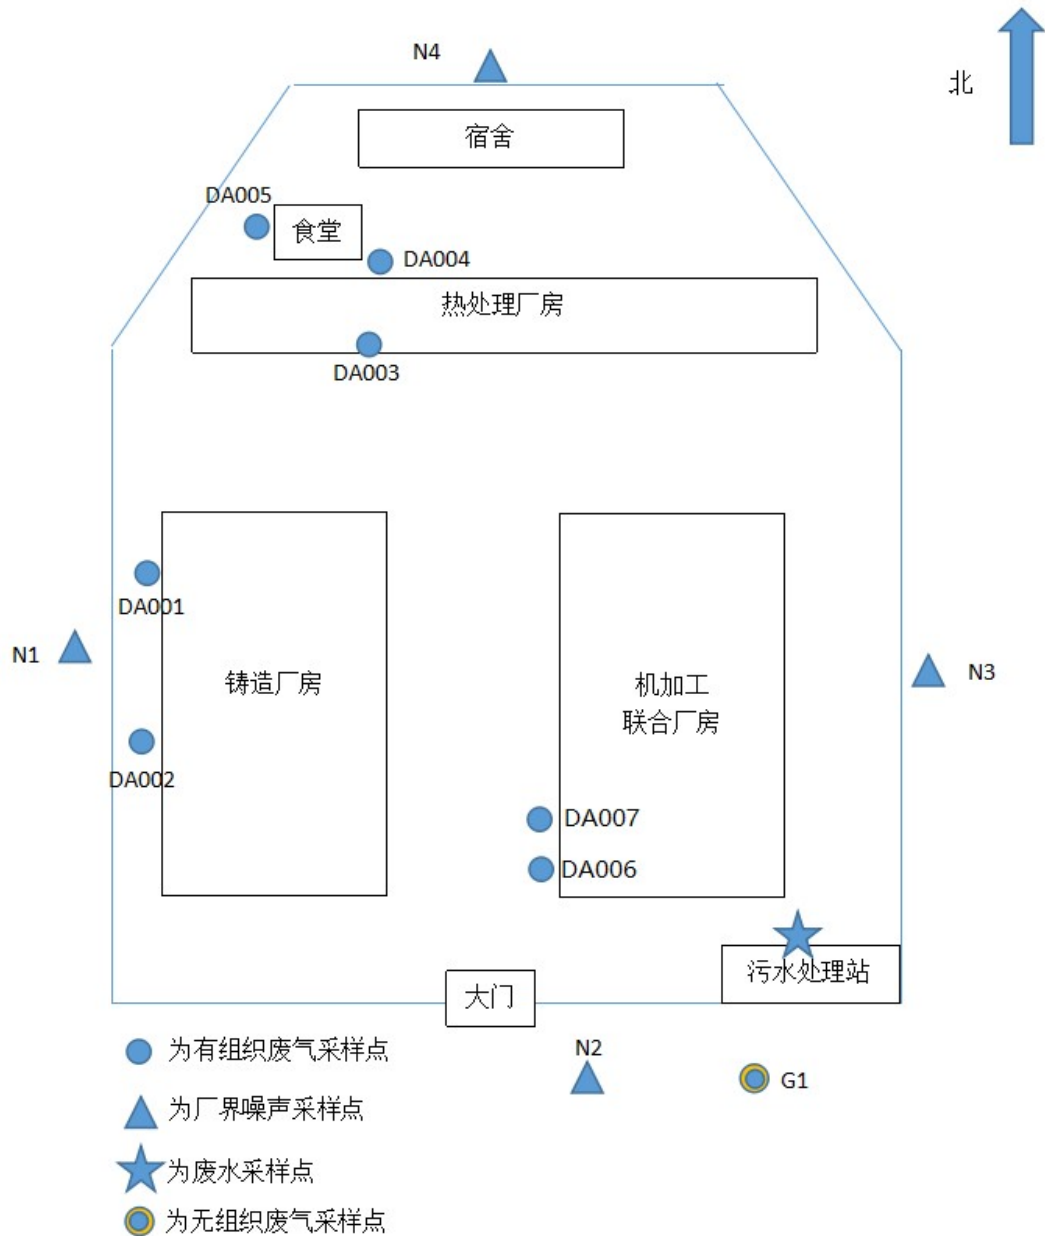 N4
北
宿舍
DA005
食堂
DA004
热处理厂房
DA003
DA001
N1
铸造厂房
机加工
联合厂房
N3
DA002
DA007
DA006
污水处理站
大门
为有组织废气采样点
N2
G1
为厂界噪声采样点
为废水采样点
为无组织废气采样点